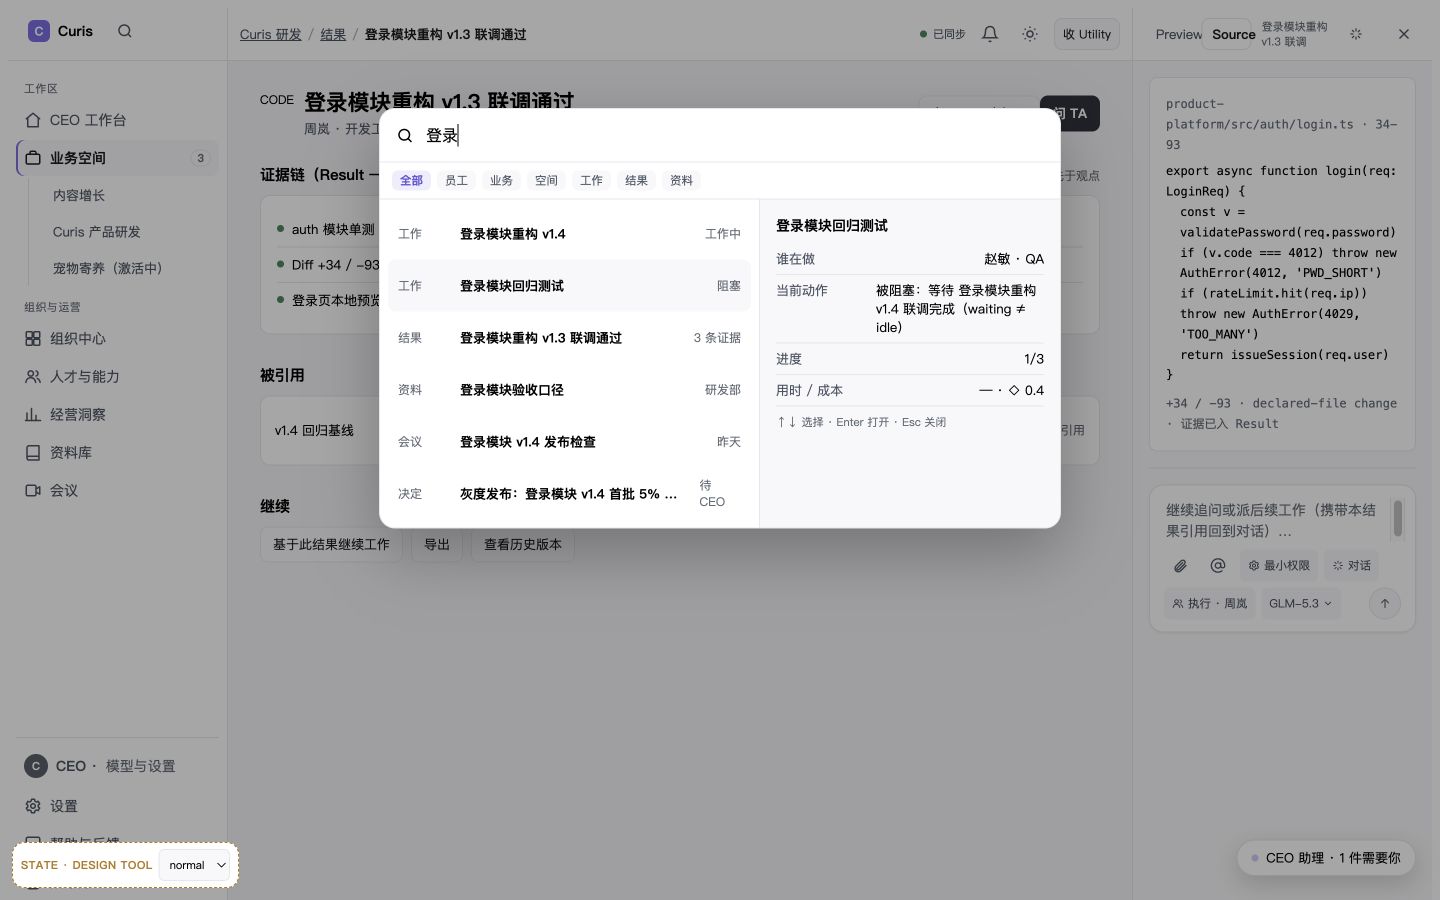 C Curis
工作区
CEO 工作台
业务空间 3
内容增长
Curis 产品研发
宠物寄养（激活中）
组织与运营
组织中心
人才与能力
经营洞察
资料库
会议
C CEO · 模型与设置
设置
STATE · DESIGN TOOL normal
Curis 研发 / 结果 / 登录模块重构 v1.3 联调通过
已同步
收 Utility
CODE 登录模块重构 v1.3 联调通过
周岚 · 开发工
问 TA
证据链（Result —
于观点
auth 模块单测
Diff +34 / −93
登录页本地预览
被引用
v1.4 回归基线
引用
继续
基于此结果继续工作 导出 查看历史版本
登录
全部 员工 业务 空间 工作 结果 资料
工作 登录模块重构 v1.4 工作中
工作 登录模块回归测试 阻塞
结果 登录模块重构 v1.3 联调通过 3 条证据
资料 登录模块验收口径 研发部
会议 登录模块 v1.4 发布检查 昨天
决定 灰度发布：登录模块 v1.4 首批 5% … 待 CEO
登录模块回归测试
谁在做 赵敏 · QA
当前动作 被阻塞：等待 登录模块重构
v1.4 联调完成（waiting ≠
idle）
进度 1/3
用时 / 成本 — · ◇ 0.4
↑↓ 选择 · Enter 打开 · Esc 关闭
Preview Source 登录模块重构
v1.3 联调
product-
platform/src/auth/login.ts · 34–
93
export async function login(req:
LoginReq) {
const v =
validatePassword(req.password)
if (v.code === 4012) throw new
AuthError(4012, 'PWD_SHORT')
if (rateLimit.hit(req.ip))
throw new AuthError(4029,
'TOO_MANY')
return issueSession(req.user)
}
+34 / −93 · declared-file change
· 证据已入 Result
继续追问或派后续工作（携带本结
果引用回到对话）…
最小权限 对话
执行 · 周岚 GLM-5.3
CEO 助理 · 1 件需要你